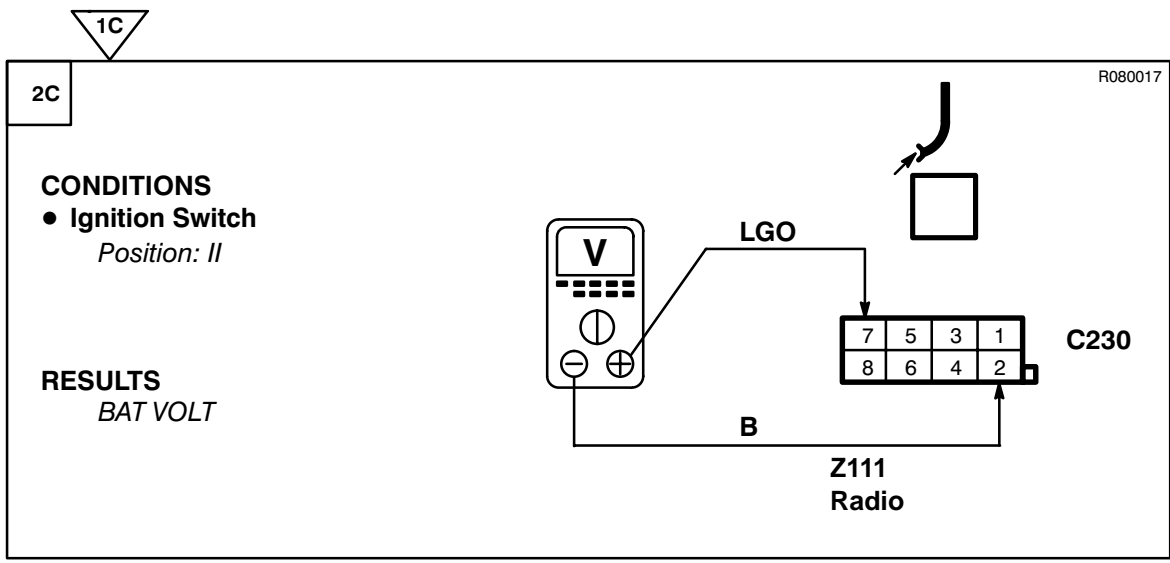 1C
2C
R080017
CONDITIONS
● Ignition Switch
Position: II
RESULTS
BAT VOLT
V
LGO
7 5 3 1
8 6 4 2
C230
B
Z111
Radio